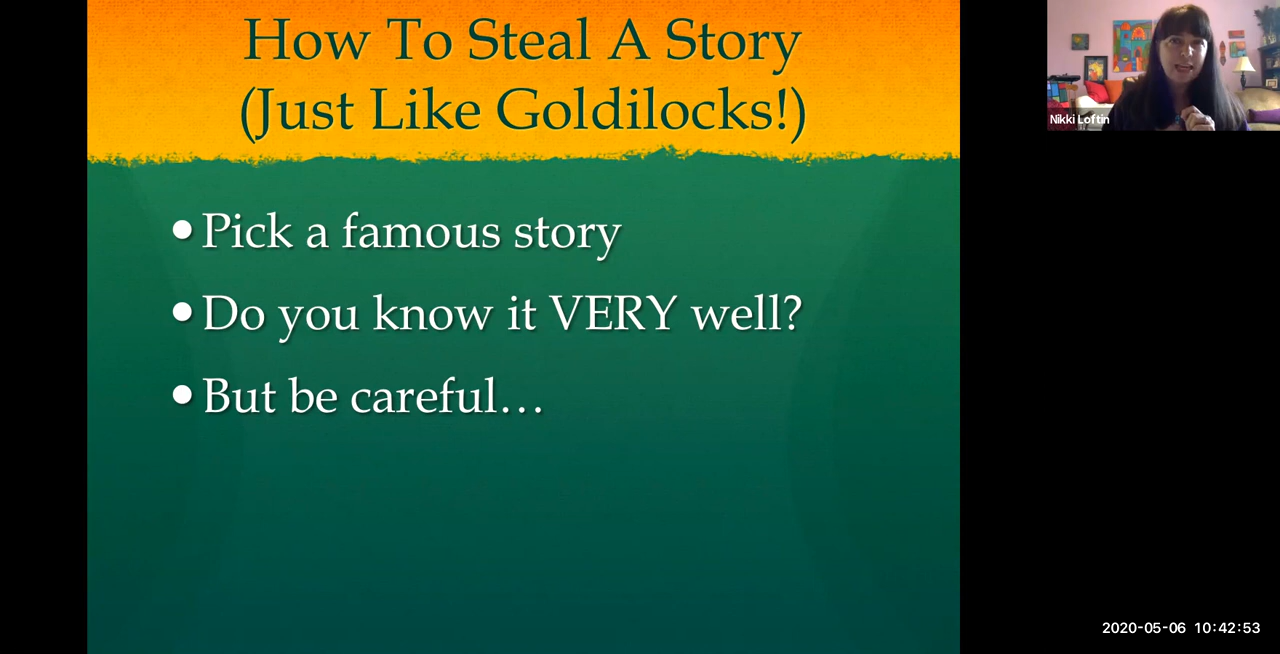 How To Steal A Story
(Just Like Goldilocks!)
• Pick a famous story
• Do you know it VERY well?
• But be careful…
Nikki Loftin
2020-05-06 10:42:53